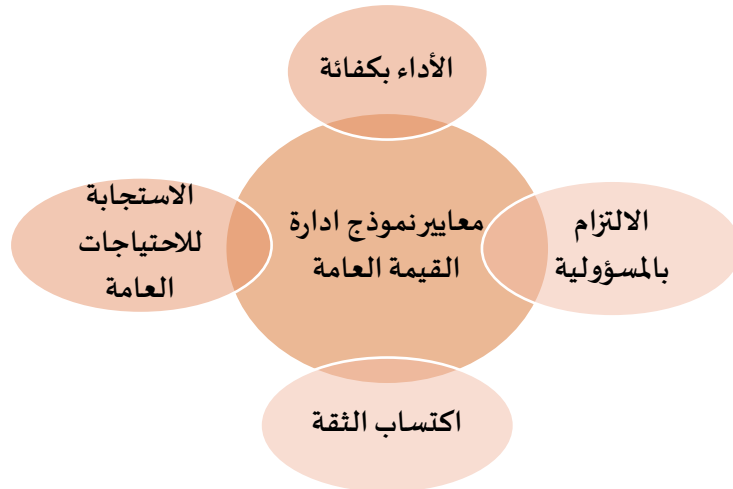 الأداء بكفائة
معايير نموذج ادارة
القيمة العامة
الالتزام
بالمسؤولية
اكتساب الثقة
الاستجابة
للاحتياجات
العامة